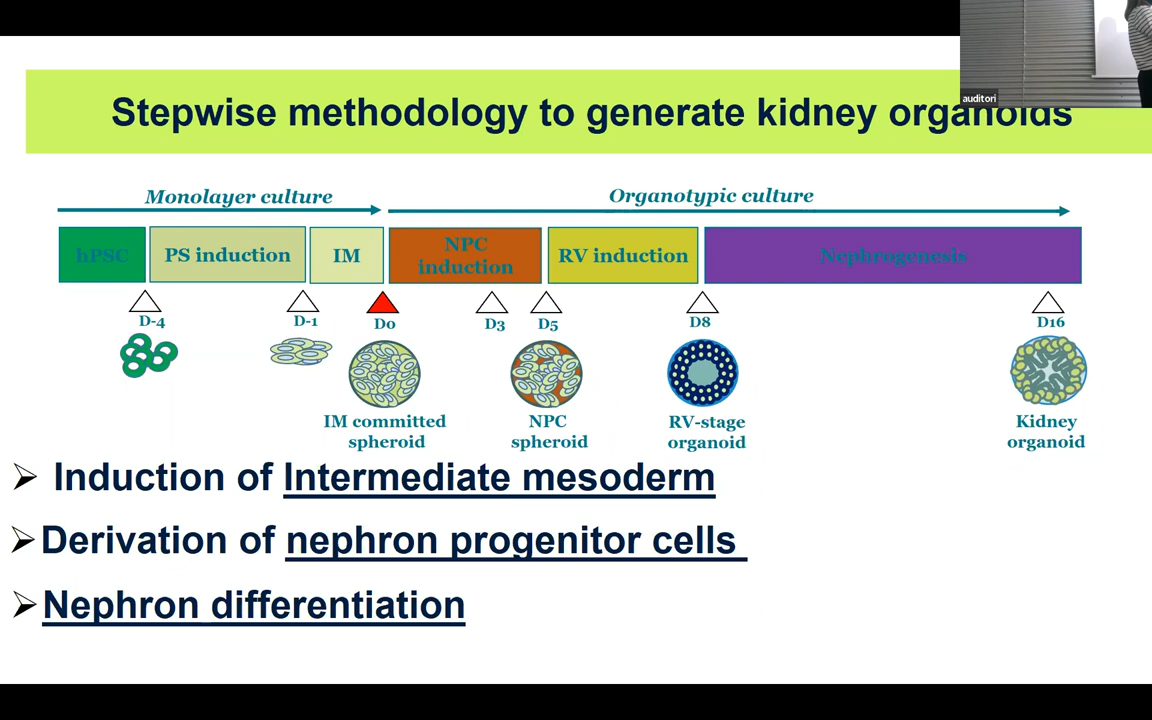 auditori
Stepwise methodology to generate kidney organoids
Monolayer culture
Organotypic culture
hPSC
PS induction
IM
NPC
induction
RV induction
Nephrogenesis
D-4
D-1
D0
D3
D5
D8
D16
IM committed
spheroid
NPC
spheroid
RV-stage
organoid
Kidney
organoid
➢ Induction of Intermediate mesoderm
➢ Derivation of nephron progenitor cells
➢ Nephron differentiation